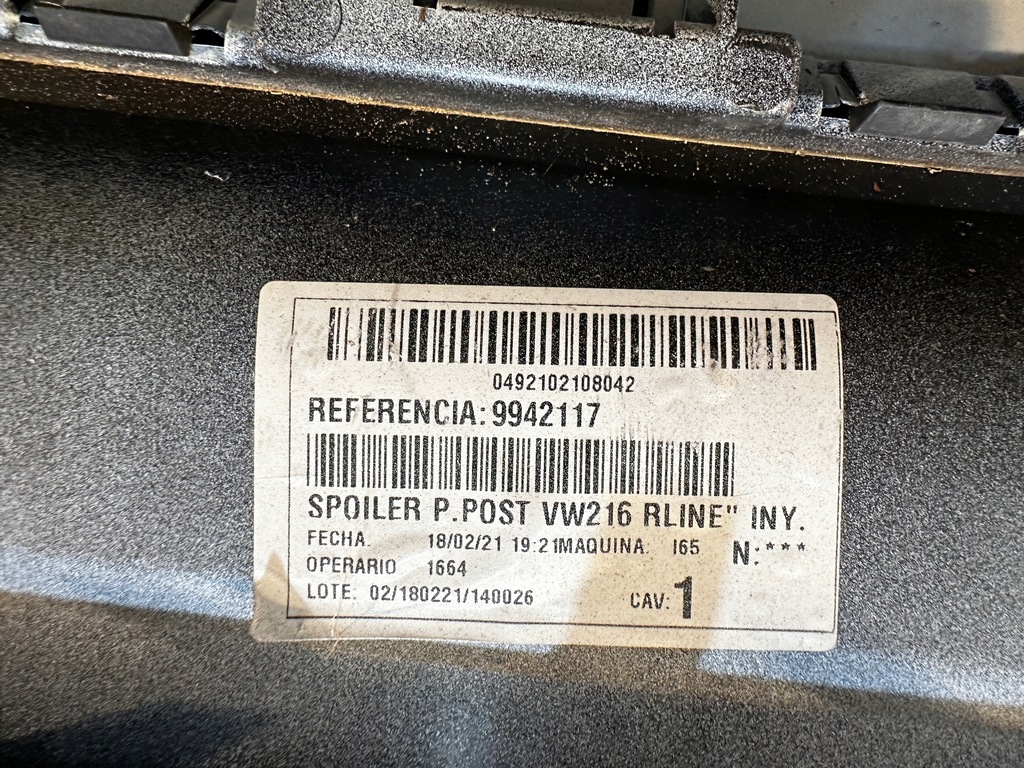 0492102108042
REFERENCIA: 9942117
SPOILER P.POST VW216 RLINE" INY.
FECHA: 18/02/21 19:21MAQUINA: I65 N:***
OPERARIO 1664
LOTE: 02/180221/140026 CAV: 1